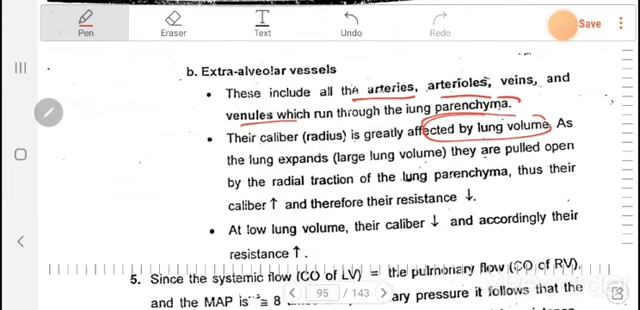 Pen
Eraser
Text
Undo
Redo
Save
b. Extra-alveolar vessels
• These include all the arteries, arterioles, veins, and
venules which run through the lung parenchyma.
• Their caliber (radius) is greatly affected by lung volume. As
the lung expands (large lung volume) they are pulled open
by the radial traction of the lung parenchyma, thus their
caliber ↑ and therefore their resistance ↓.
• At low lung volume, their caliber ↓ and accordingly their
resistance ↑.
5. Since the systemic flow (CO of LV) = the pulmonary flow (CO of RV),
and the MAP is ≅ 8
95 / 143
ary pressure it follows that the